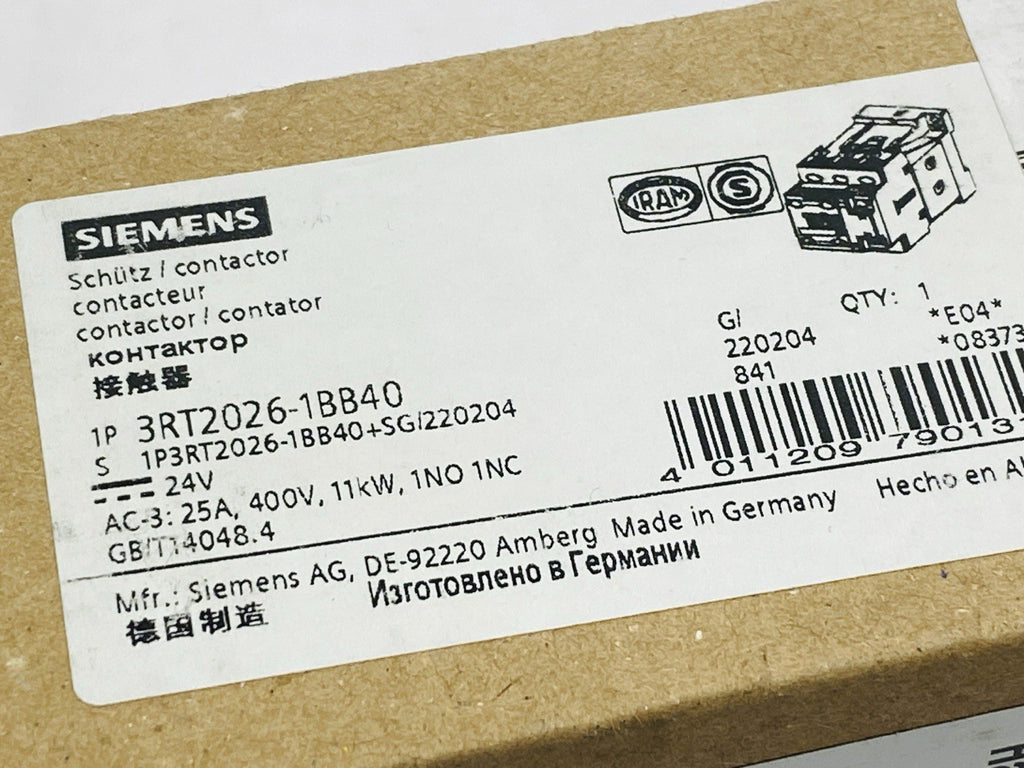 SIEMENS
Schütz / contactor
contacteur
contactor / contator
контактор
接触器
1P 3RT2026-1BB40
S 1P3RT2026-1BB40+SG/220204
24V
AC-3: 25A, 400V, 11kW, 1NO 1NC
GB/T14048.4
IRAM S
G/
220204
841
QTY: 1
*E04*
*08373
4 011209 790131
Mfr.: Siemens AG, DE-92220 Amberg Made in Germany Hecho en Al
德国制造 Изготовлено в Германии